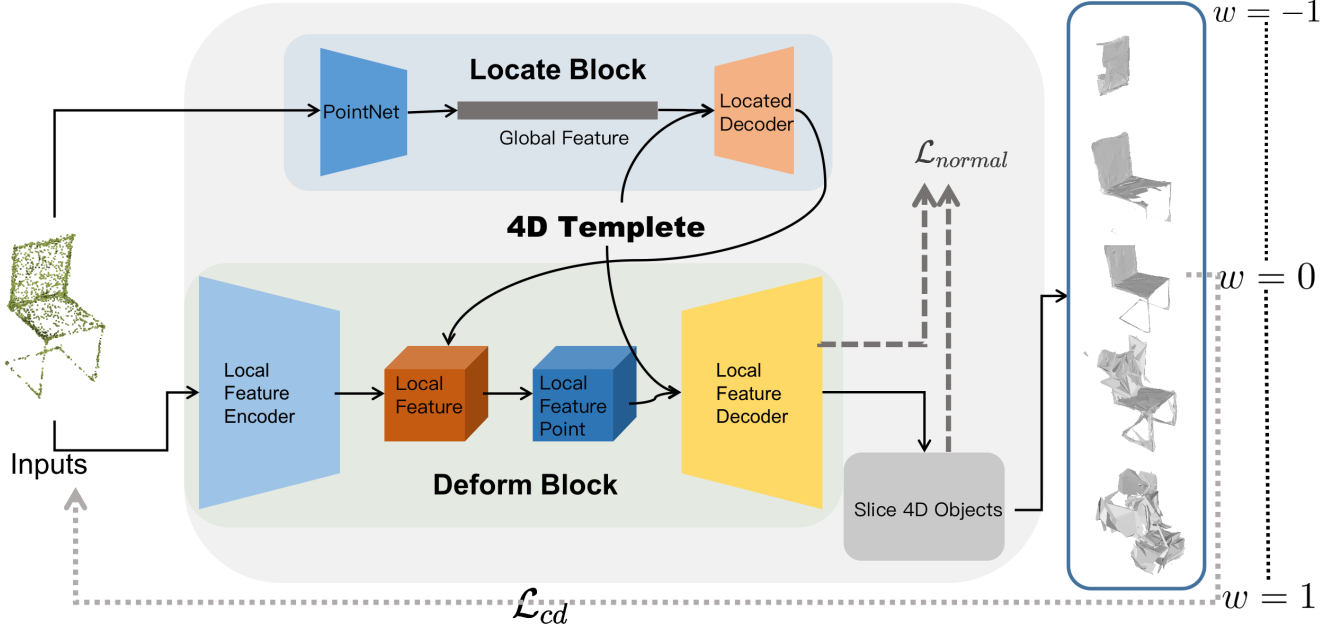 w = −1
Locate Block
PointNet
Global Feature
Located
Decoder
ℒnormal
4D Templete
w = 0
Local
Feature
Encoder
Local
Feature
Local
Feature
Point
Local
Feature
Decoder
Inputs
Deform Block
Slice 4D Objects
ℒcd
w = 1